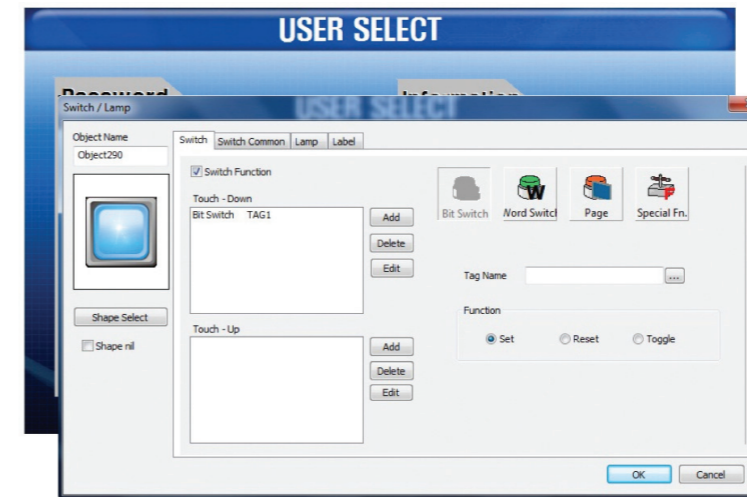 USER SELECT
Switch / Lamp
USER SELECT
Object Name
Object290
Shape Select
Shape nil
Switch
Switch Common
Lamp
Label
Switch Function
Touch - Down
Bit Switch TAG1
Add
Delete
Edit
Touch - Up
Add
Delete
Edit
Bit Switch
Page
Special Fn.
Tag Name
...
Function
Set
Reset
Toggle
OK
Cancel